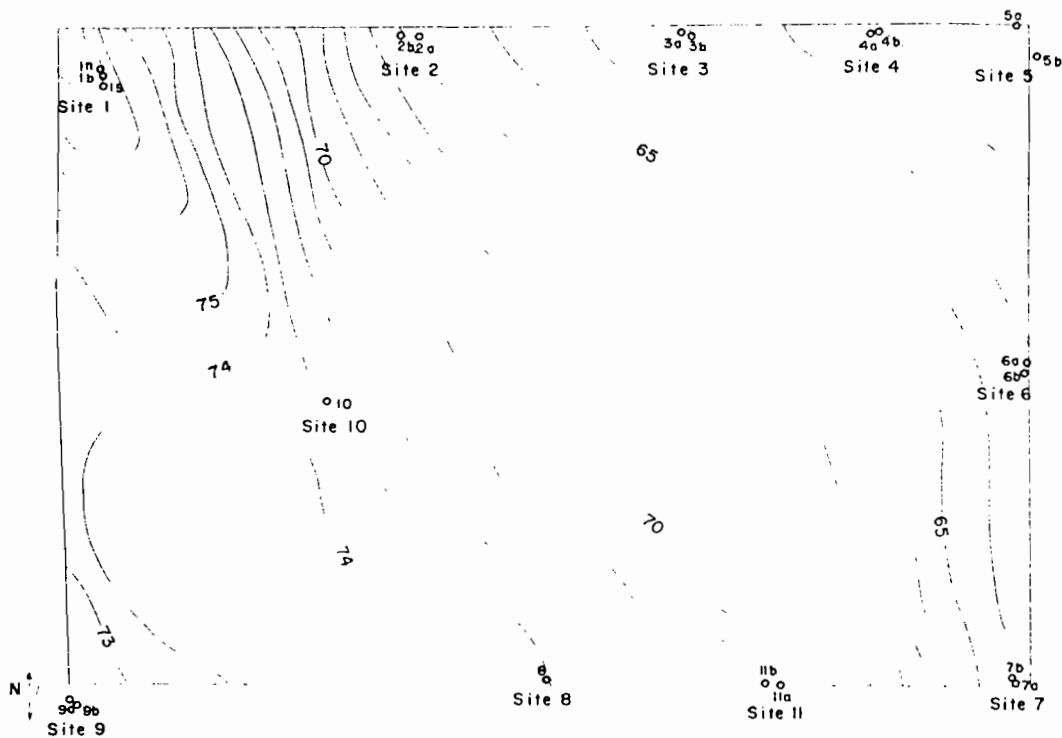 5a
2b 2a
3a 3b
4a 4b
5b
Site 2
Site 3
Site 4
Site 5
1n
1b
1s
Site 1
70
65
75
74
6a
6b
Site 6
10
Site 10
70
65
74
73
8
11b
7b
N
11a
7a
9a 9b
Site 8
Site 11
Site 7
Site 9